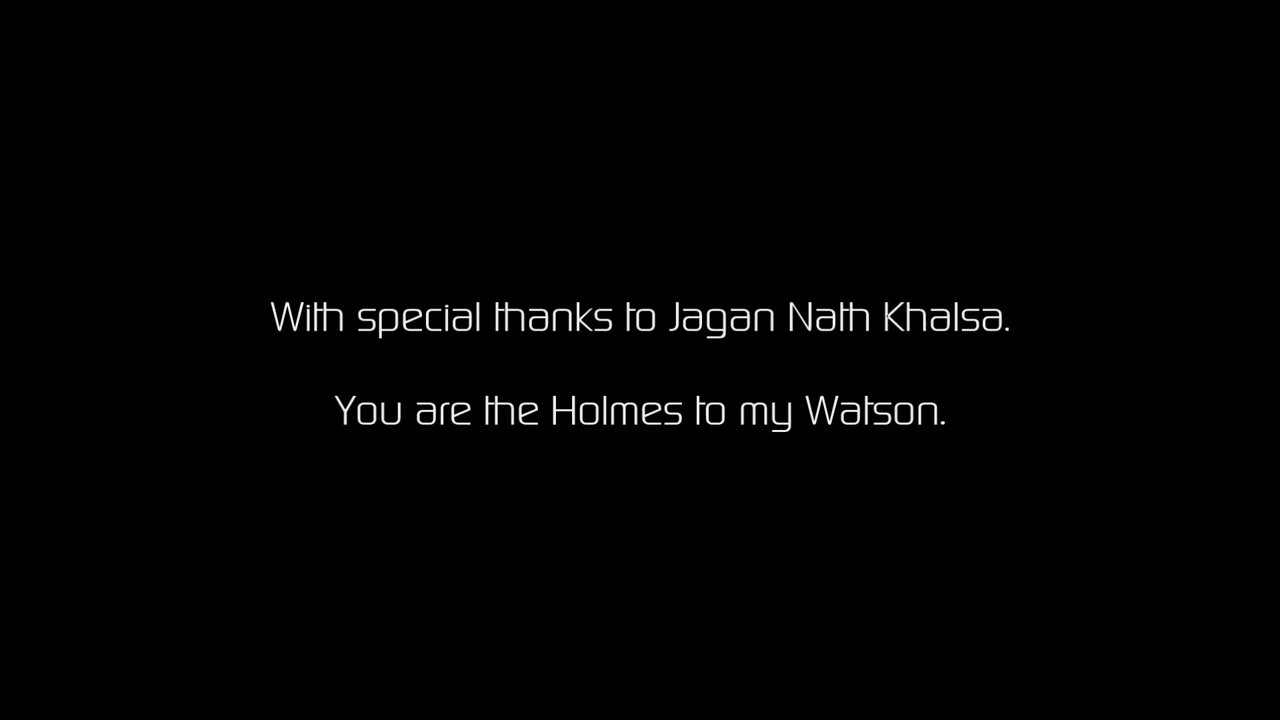 With special thanks to Jagan Nath Khalsa.
You are the Holmes to my Watson.